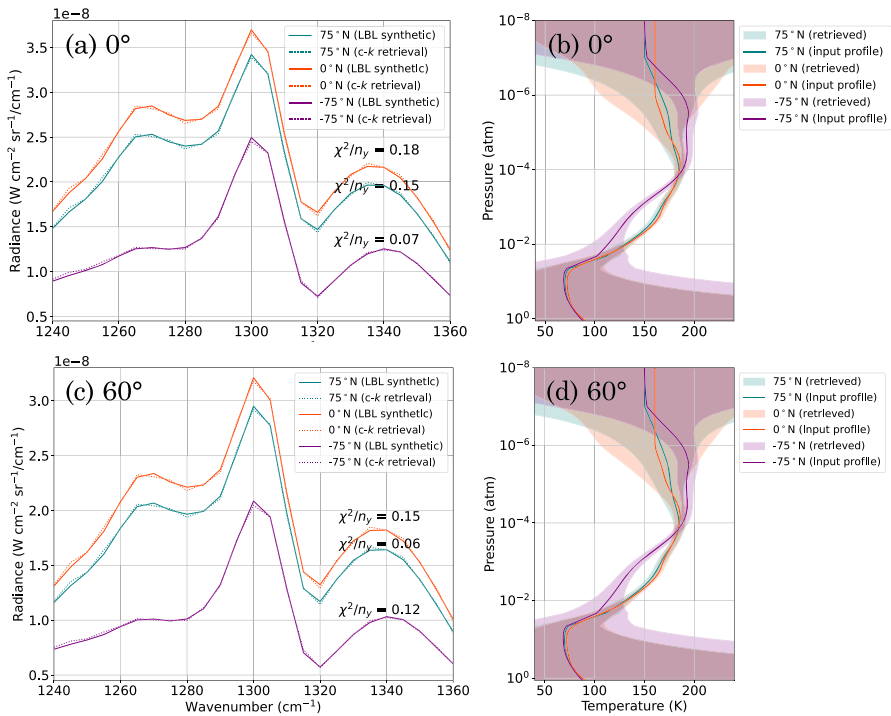 1e−8
(a) 0°
75°N (LBL synthetic)
75°N (c-k retrieval)
0°N (LBL synthetic)
0°N (c-k retrieval)
-75°N (LBL synthetic)
-75°N (c-k retrieval)
χ²/n_y = 0.18
χ²/n_y = 0.15
χ²/n_y = 0.07
3.5
3.0
2.5
2.0
1.5
1.0
0.5
Radiance (W cm⁻² sr⁻¹/cm⁻¹)
1240 1260 1280 1300 1320 1340 1360
(b) 0°
75°N (retrieved)
75°N (input profile)
0°N (retrieved)
0°N (input profile)
-75°N (retrieved)
-75°N (Input profile)
10⁻⁸
10⁻⁶
10⁻⁴
10⁻²
10⁰
Pressure (atm)
50 100 150 200
1e−8
(c) 60°
75°N (LBL synthetic)
75°N (c-k retrieval)
0°N (LBL synthetic)
0°N (c-k retrieval)
-75°N (LBL synthetic)
-75°N (c-k retrieval)
χ²/n_y = 0.15
χ²/n_y = 0.06
χ²/n_y = 0.12
3.0
2.5
2.0
1.5
1.0
0.5
Radiance (W cm⁻² sr⁻¹/cm⁻¹)
1240 1260 1280 1300 1320 1340 1360
Wavenumber (cm⁻¹)
(d) 60°
75°N (retrieved)
75°N (Input profile)
0°N (retrieved)
0°N (Input profile)
-75°N (retrieved)
-75°N (Input profile)
10⁻⁸
10⁻⁶
10⁻⁴
10⁻²
10⁰
Pressure (atm)
50 100 150 200
Temperature (K)